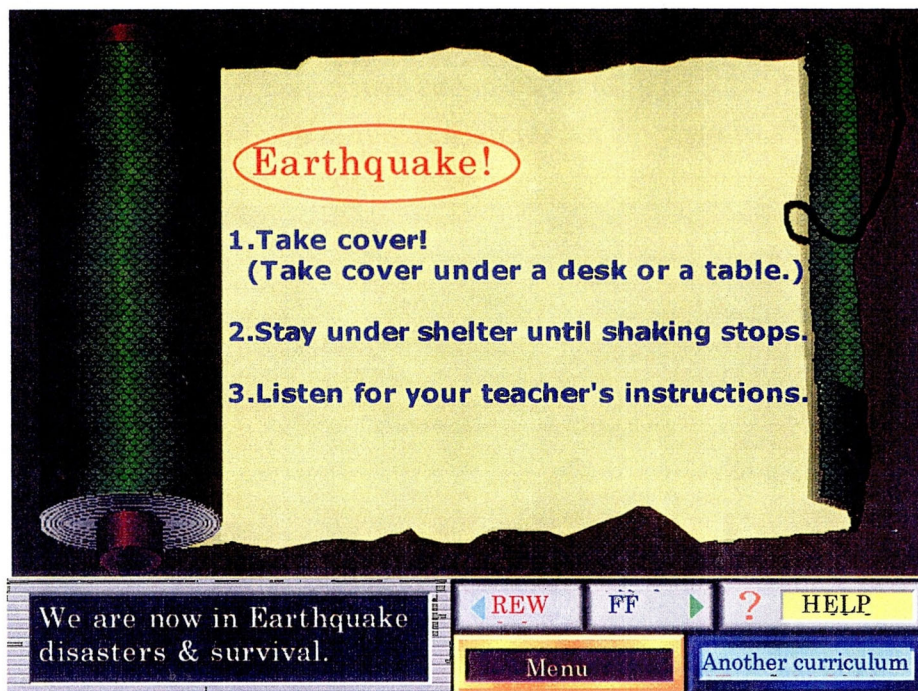 Earthquake!
1.Take cover!
(Take cover under a desk or a table.)
2.Stay under shelter until shaking stops.
3.Listen for your teacher's instructions.
We are now in Earthquake
disasters & survival.
REW
FF
? HELP
Menu
Another curriculum